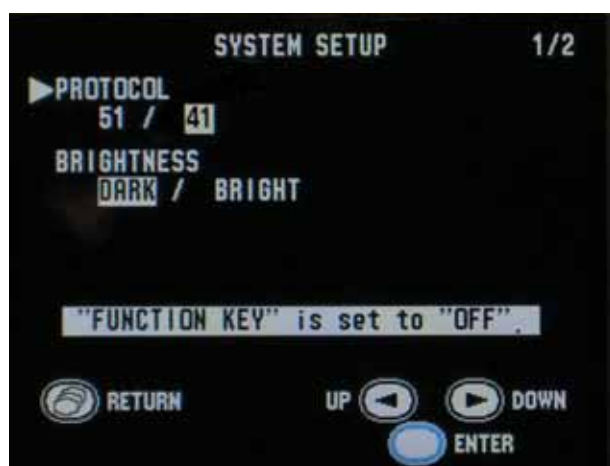 SYSTEM SETUP 1/2
▶PROTOCOL
51 / 41
BRIGHTNESS
DARK / BRIGHT
"FUNCTION KEY" is set to "OFF".
RETURN UP DOWN
ENTER